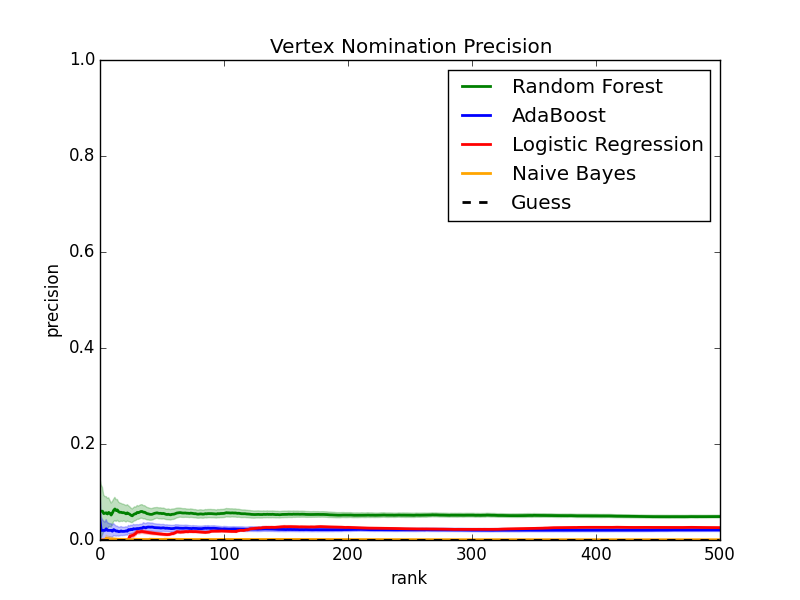 Vertex Nomination Precision
1.0
0.8
0.6
0.4
0.2
0.0
precision
Random Forest
AdaBoost
Logistic Regression
Naive Bayes
Guess
0 100 200 300 400 500
rank